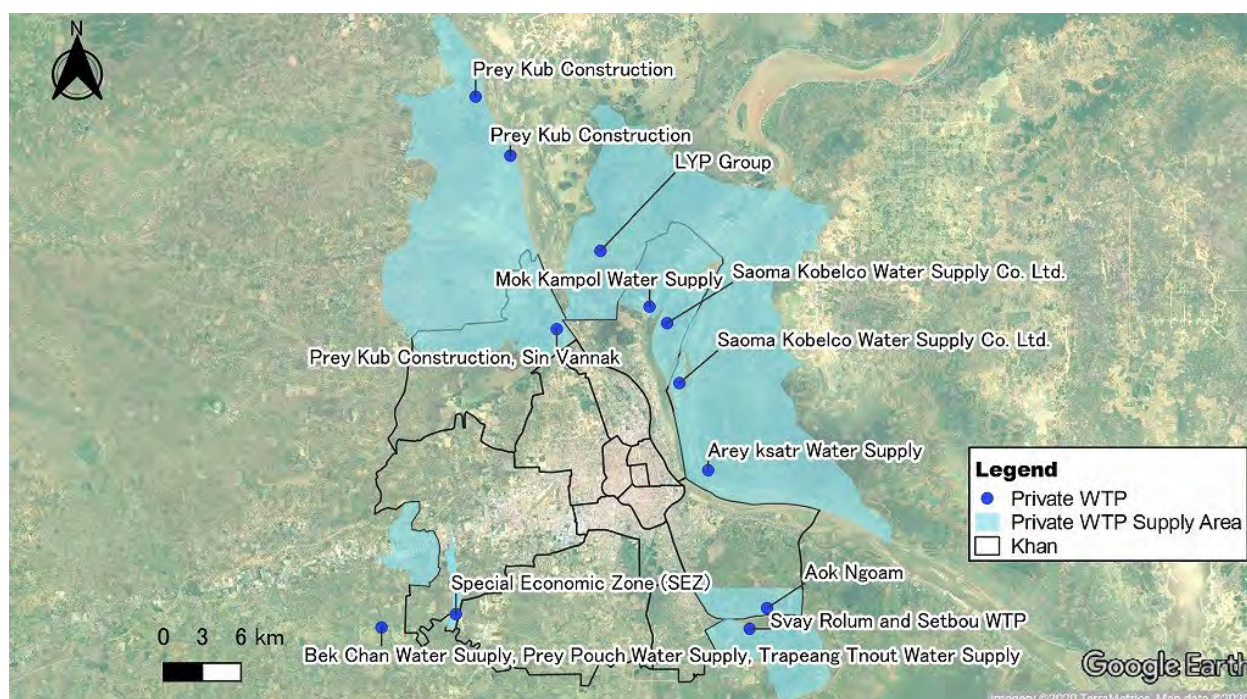 N
Prey Kub Construction
Prey Kub Construction
LYP Group
Mok Kampol Water Supply
Saoma Kobelco Water Supply Co. Ltd.
Prey Kub Construction, Sin Vannak
Saoma Kobelco Water Supply Co. Ltd.
Arey ksatr Water Supply
Legend
Private WTP
Private WTP Supply Area
Khan
Special Economic Zone (SEZ)
Aok Ngoam
Svay Rolum and Setbou WTP
0 3 6 km
Bek Chan Water Suuply, Prey Pouch Water Supply, Trapeang Tnout Water Supply
Google Earth